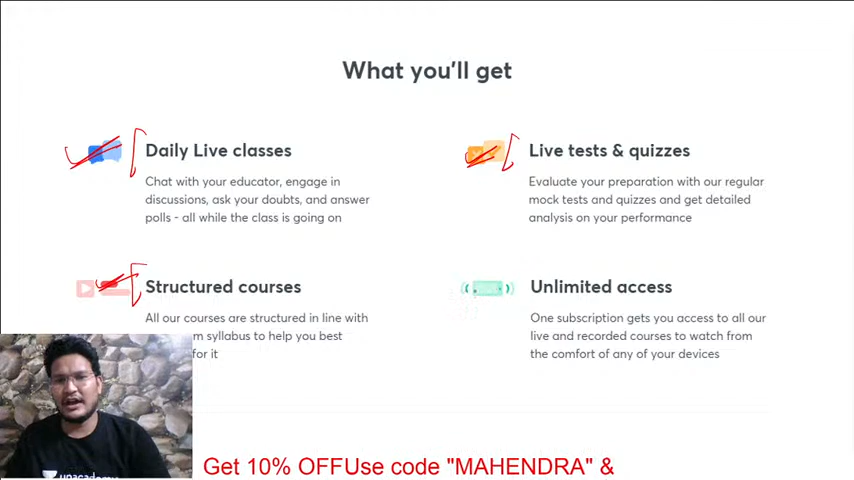 What you'll get
Daily Live classes
Chat with your educator, engage in
discussions, ask your doubts, and answer
polls - all while the class is going on
Live tests & quizzes
Evaluate your preparation with our regular
mock tests and quizzes and get detailed
analysis on your performance
Structured courses
All our courses are structured in line with
syllabus to help you best
for it
Unlimited access
One subscription gets you access to all our
live and recorded courses to watch from
the comfort of any of your devices
Get 10% OFFUse code "MAHENDRA" &